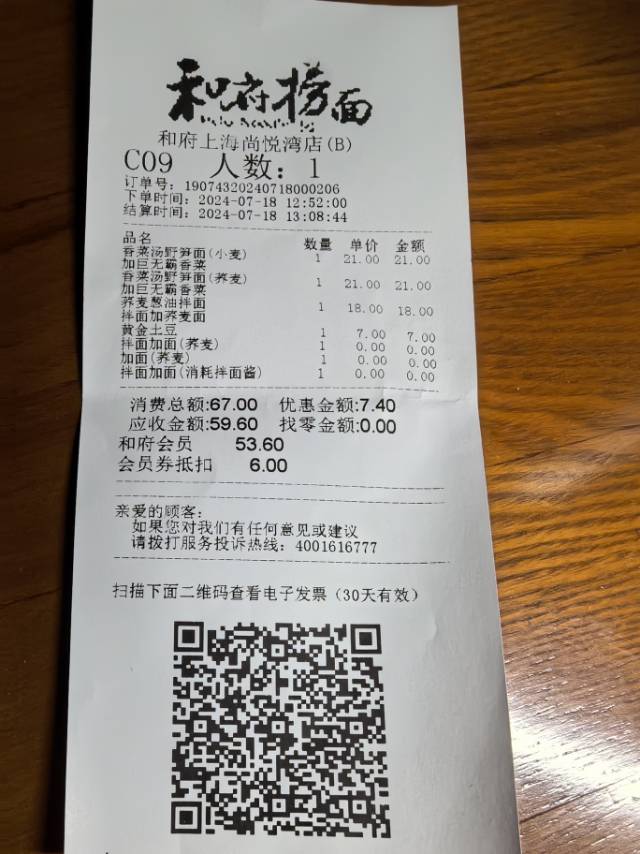 和府捞面
和府上海尚悦湾店(B)
C09 人数：1
订单号：19074320240718000206
下单时间：2024-07-18 12:52:00
结算时间：2024-07-18 13:08:44
品名 数量 单价 金额
香菜汤野笋面(小麦) 1 21.00 21.00
加巨无霸香菜
香菜汤野笋面(荞麦) 1 21.00 21.00
加巨无霸香菜
荞麦葱油拌面 1 18.00 18.00
拌面加荞麦面
黄金土豆 1 7.00 7.00
拌面加面(荞麦) 1 0.00 0.00
加面(荞麦) 1 0.00 0.00
拌面加面(消耗拌面酱) 1 0.00 0.00
消费总额:67.00 优惠金额:7.40
应收金额:59.60 找零金额:0.00
和府会员 53.60
会员券抵扣 6.00
亲爱的顾客：
如果您对我们有任何意见或建议
请拨打服务投诉热线：4001616777
扫描下面二维码查看电子发票（30天有效）